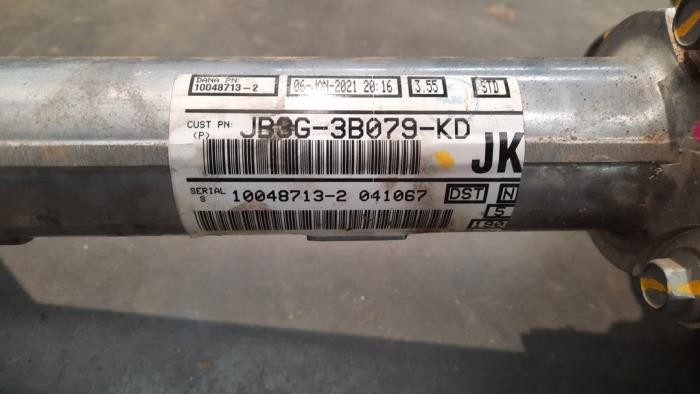 DANA PN:
10048713-2 06-JAN-2021 20:16 3.55 STD
CUST PN:
(P) JB3G-3B079-KD
JK
SERIAL
S 10048713-2 041067 DST N
5